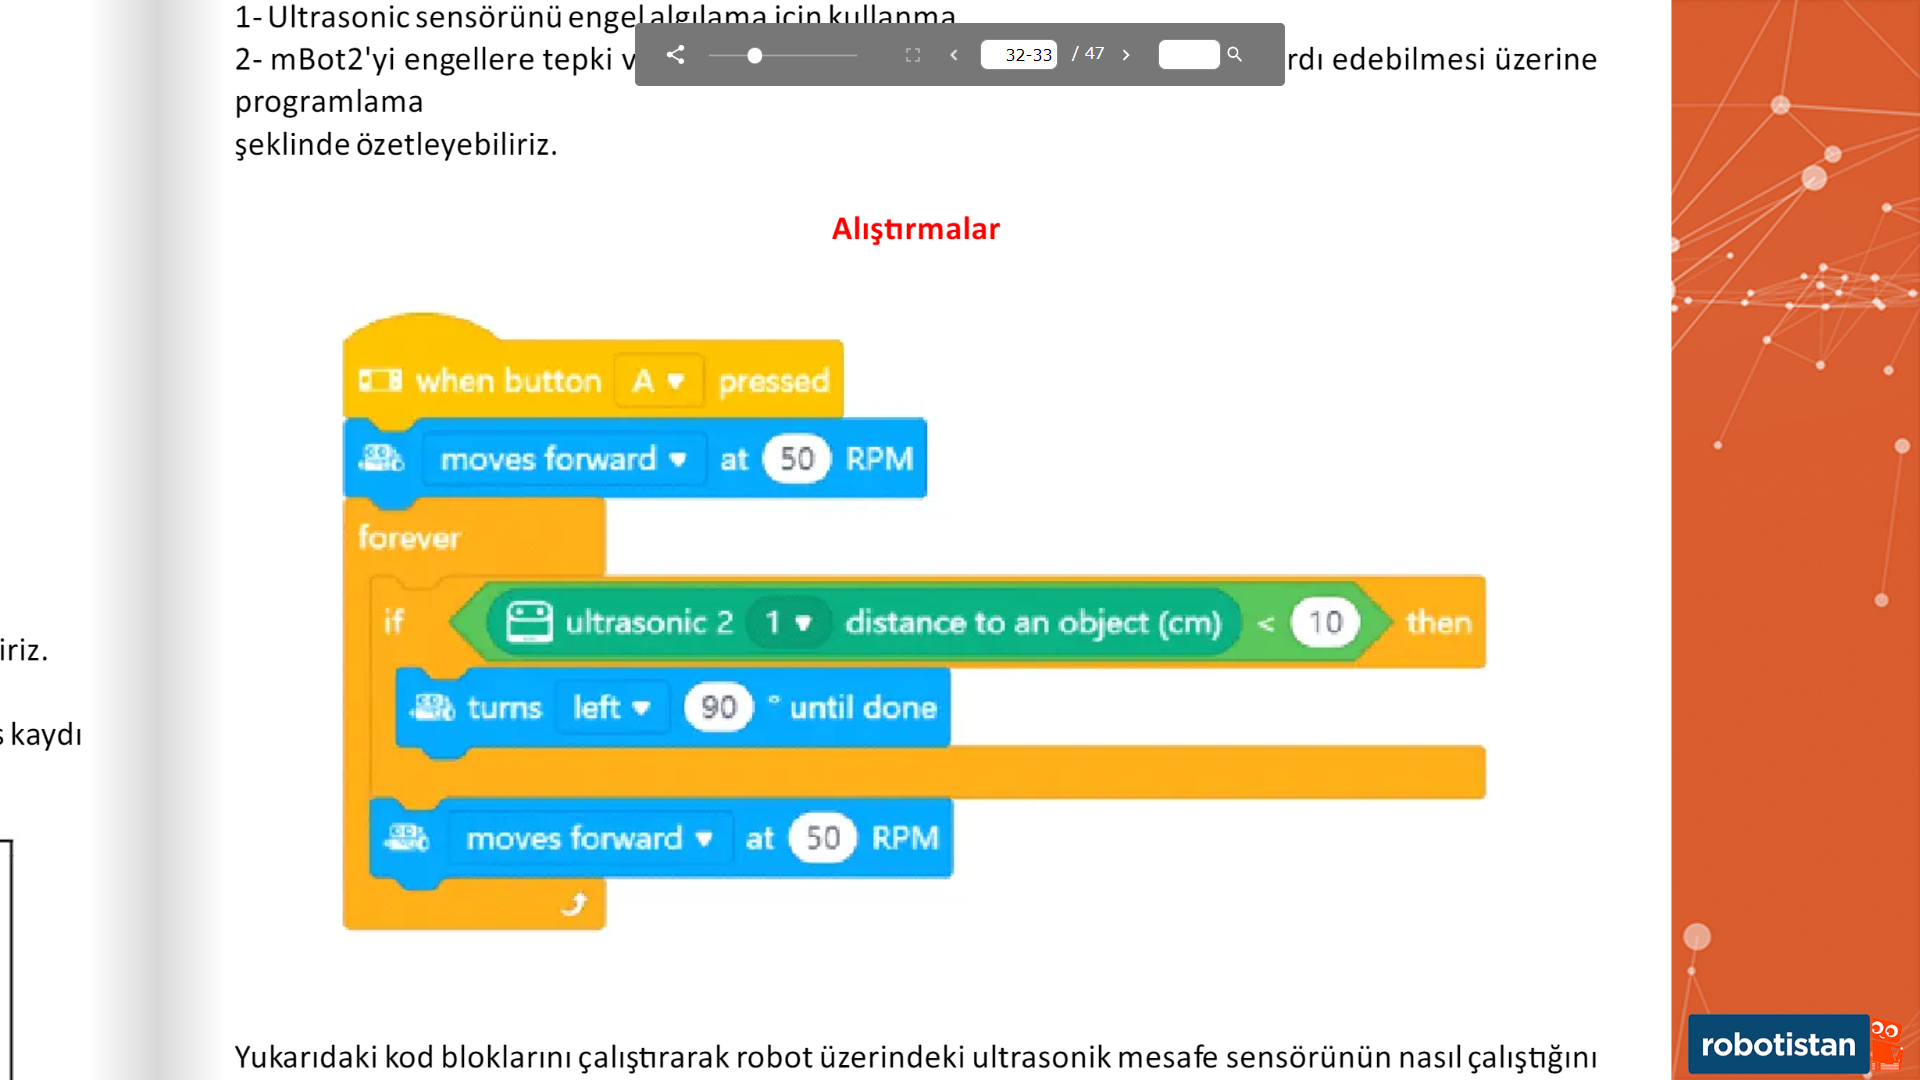 1- Ultrasonic sensörünü engel algılama için kullanma
2- mBot2'yi engellere tepki v
rdı edebilmesi üzerine
programlama
şeklinde özetleyebiliriz.
32-33 / 47
Alıştırmalar
when button A pressed
moves forward at 50 RPM
forever
if ultrasonic 2 1 distance to an object (cm) < 10 then
turns left 90 ° until done
moves forward at 50 RPM
iriz.
ş kaydı
Yukarıdaki kod bloklarını çalıştırarak robot üzerindeki ultrasonik mesafe sensörünün nasıl çalıştığını
robotistan